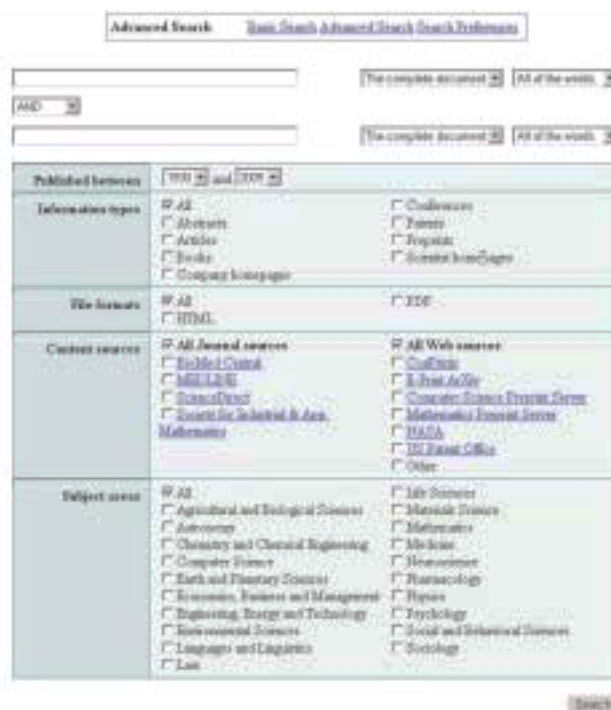 Advanced Search Basic Search Advanced Search Search Preferences
The complete document All of the words
AND
The complete document All of the words
Published between and
Information types All Conferences
Abstracts Patents
Articles Preprints
Books Scientist homepages
Company homepages
File formats All PDF
HTML
Content sources All Journal sources All Web sources
BioMed Central CogPrints
MEDLINE E-Print ArXiv
ScienceDirect Computer Science Preprint Server
Society for Industrial & App. Mathematics Preprint Server
Mathematics NASA
US Patent Office
Other
Subject areas All Life Sciences
Agricultural and Biological Sciences Materials Science
Astronomy Mathematics
Chemistry and Chemical Engineering Medicine
Computer Science Neuroscience
Earth and Planetary Sciences Pharmacology
Economics, Business and Management Physics
Engineering, Energy and Technology Psychology
Environmental Sciences Social and Behavioral Sciences
Languages and Linguistics Sociology
Law
Search